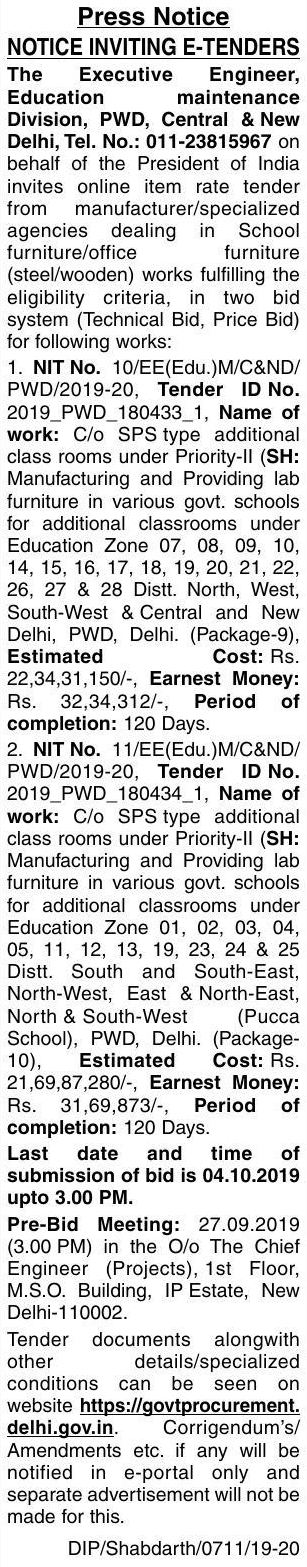 Press Notice
NOTICE INVITING E-TENDERS
The Executive Engineer,
Education maintenance
Division, PWD, Central & New
Delhi, Tel. No.: 011-23815967 on
behalf of the President of India
invites online item rate tender
from manufacturer/specialized
agencies dealing in School
furniture/office furniture
(steel/wooden) works fulfilling the
eligibility criteria, in two bid
system (Technical Bid, Price Bid)
for following works:
1. NIT No. 10/EE(Edu.)M/C&ND/
PWD/2019-20, Tender ID No.
2019_PWD_180433_1, Name of
work: C/o SPS type additional
class rooms under Priority-II (SH:
Manufacturing and Providing lab
furniture in various govt. schools
for additional classrooms under
Education Zone 07, 08, 09, 10,
14, 15, 16, 17, 18, 19, 20, 21, 22,
26, 27 & 28 Distt. North, West,
South-West & Central and New
Delhi, PWD, Delhi. (Package-9),
Estimated Cost: Rs.
22,34,31,150/-, Earnest Money:
Rs. 32,34,312/-, Period of
completion: 120 Days.
2. NIT No. 11/EE(Edu.)M/C&ND/
PWD/2019-20, Tender ID No.
2019_PWD_180434_1, Name of
work: C/o SPS type additional
class rooms under Priority-II (SH:
Manufacturing and Providing lab
furniture in various govt. schools
for additional classrooms under
Education Zone 01, 02, 03, 04,
05, 11, 12, 13, 19, 23, 24 & 25
Distt. South and South-East,
North-West, East & North-East,
North & South-West (Pucca
School), PWD, Delhi. (Package-
10), Estimated Cost: Rs.
21,69,87,280/-, Earnest Money:
Rs. 31,69,873/-, Period of
completion: 120 Days.
Last date and time of
submission of bid is 04.10.2019
upto 3.00 PM.
Pre-Bid Meeting: 27.09.2019
(3.00 PM) in the O/o The Chief
Engineer (Projects), 1st Floor,
M.S.O. Building, IP Estate, New
Delhi-110002.
Tender documents alongwith
other details/specialized
conditions can be seen on
website https://govtprocurement.
delhi.gov.in. Corrigendum's/
Amendments etc. if any will be
notified in e-portal only and
separate advertisement will not be
made for this.
DIP/Shabdarth/0711/19-20